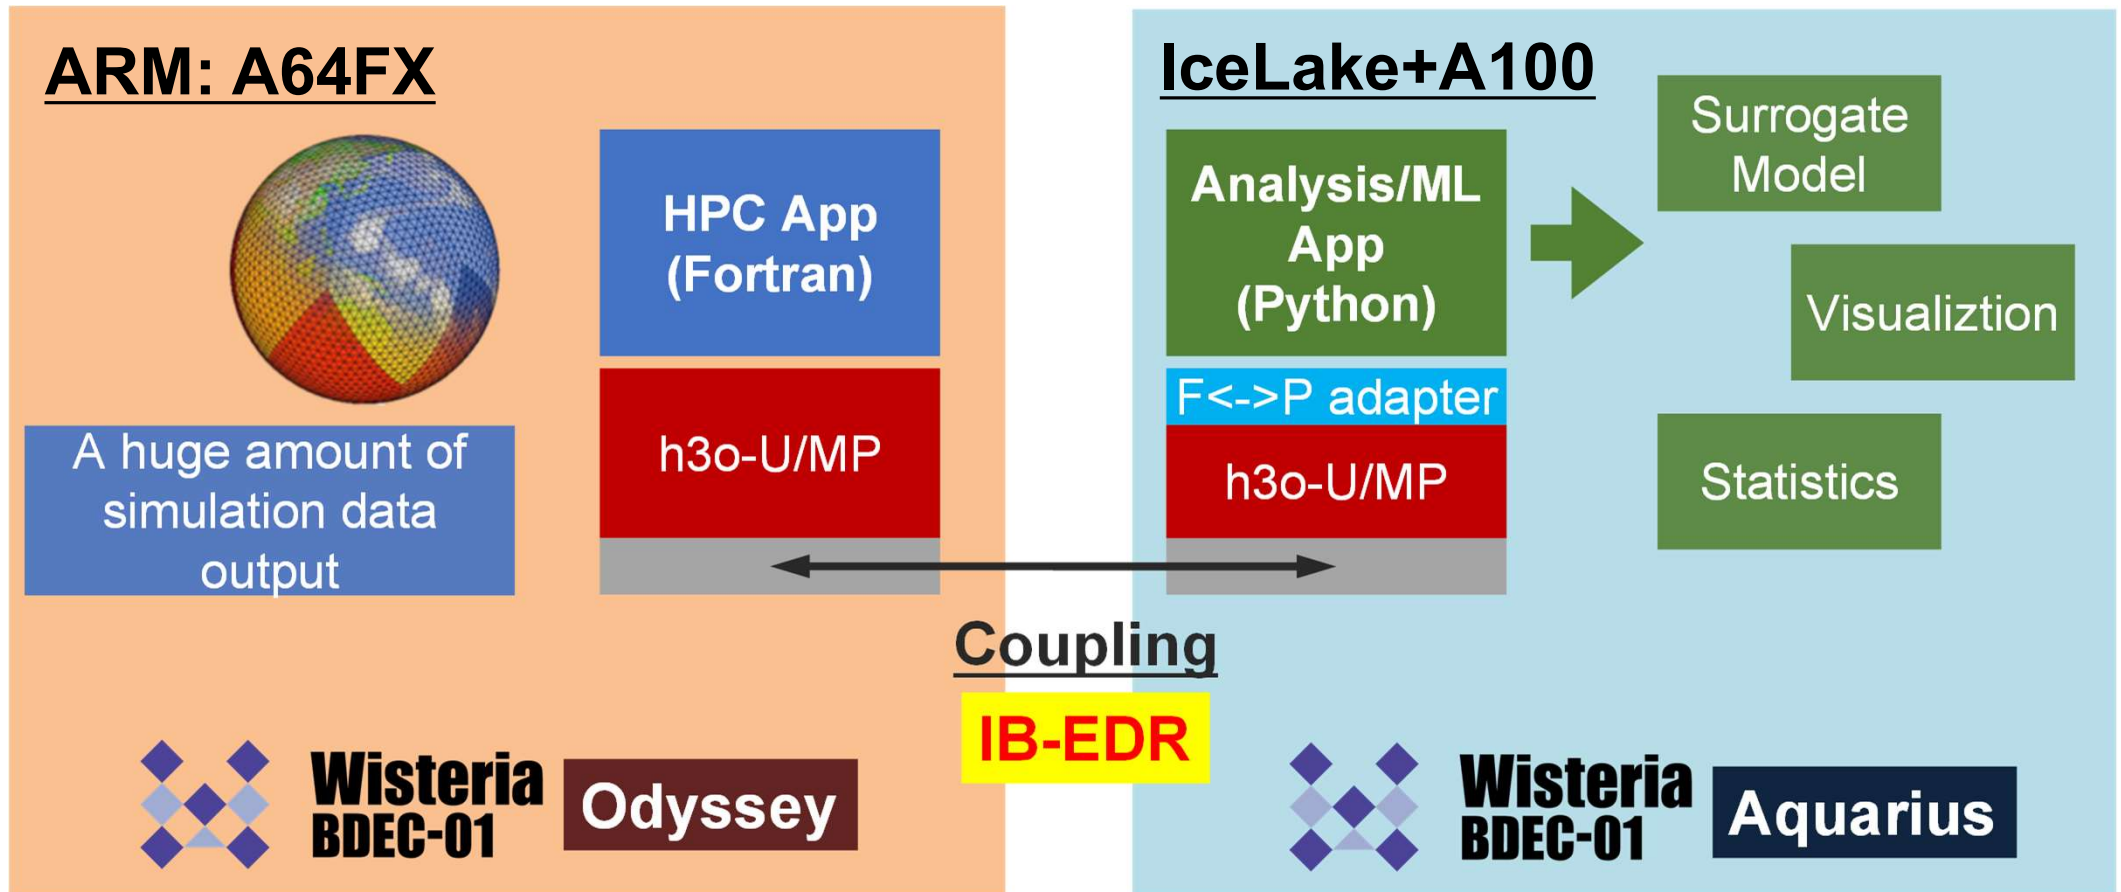 ARM: A64FX
HPC App
(Fortran)
h3o-U/MP
A huge amount of
simulation data
output
Wisteria
BDEC-01
Odyssey
Coupling
IB-EDR
IceLake+A100
Analysis/ML
App
(Python)
F<->P adapter
h3o-U/MP
Surrogate
Model
Visualiztion
Statistics
Wisteria
BDEC-01
Aquarius